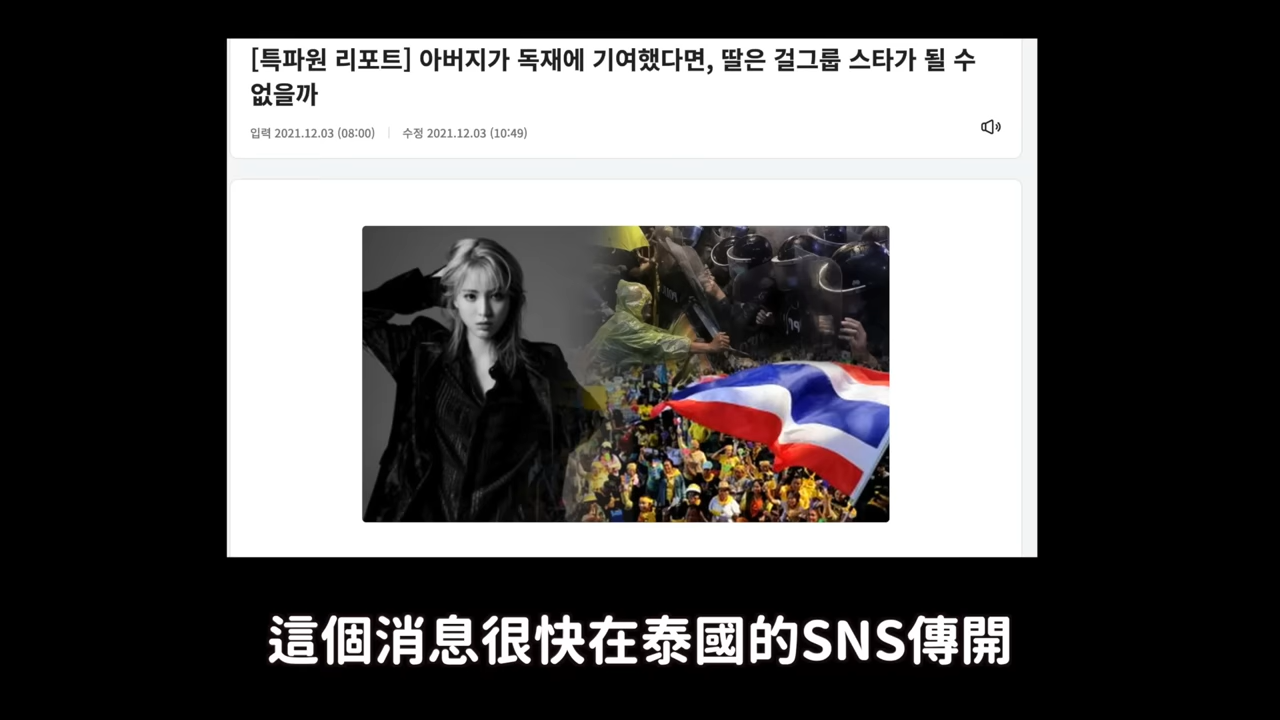 [특파원 리포트] 아버지가 독재에 기여했다면, 딸은 걸그룹 스타가 될 수
없을까
입력 2021.12.03 (08:00) 수정 2021.12.03 (10:49)
這個消息很快在泰國的SNS傳開